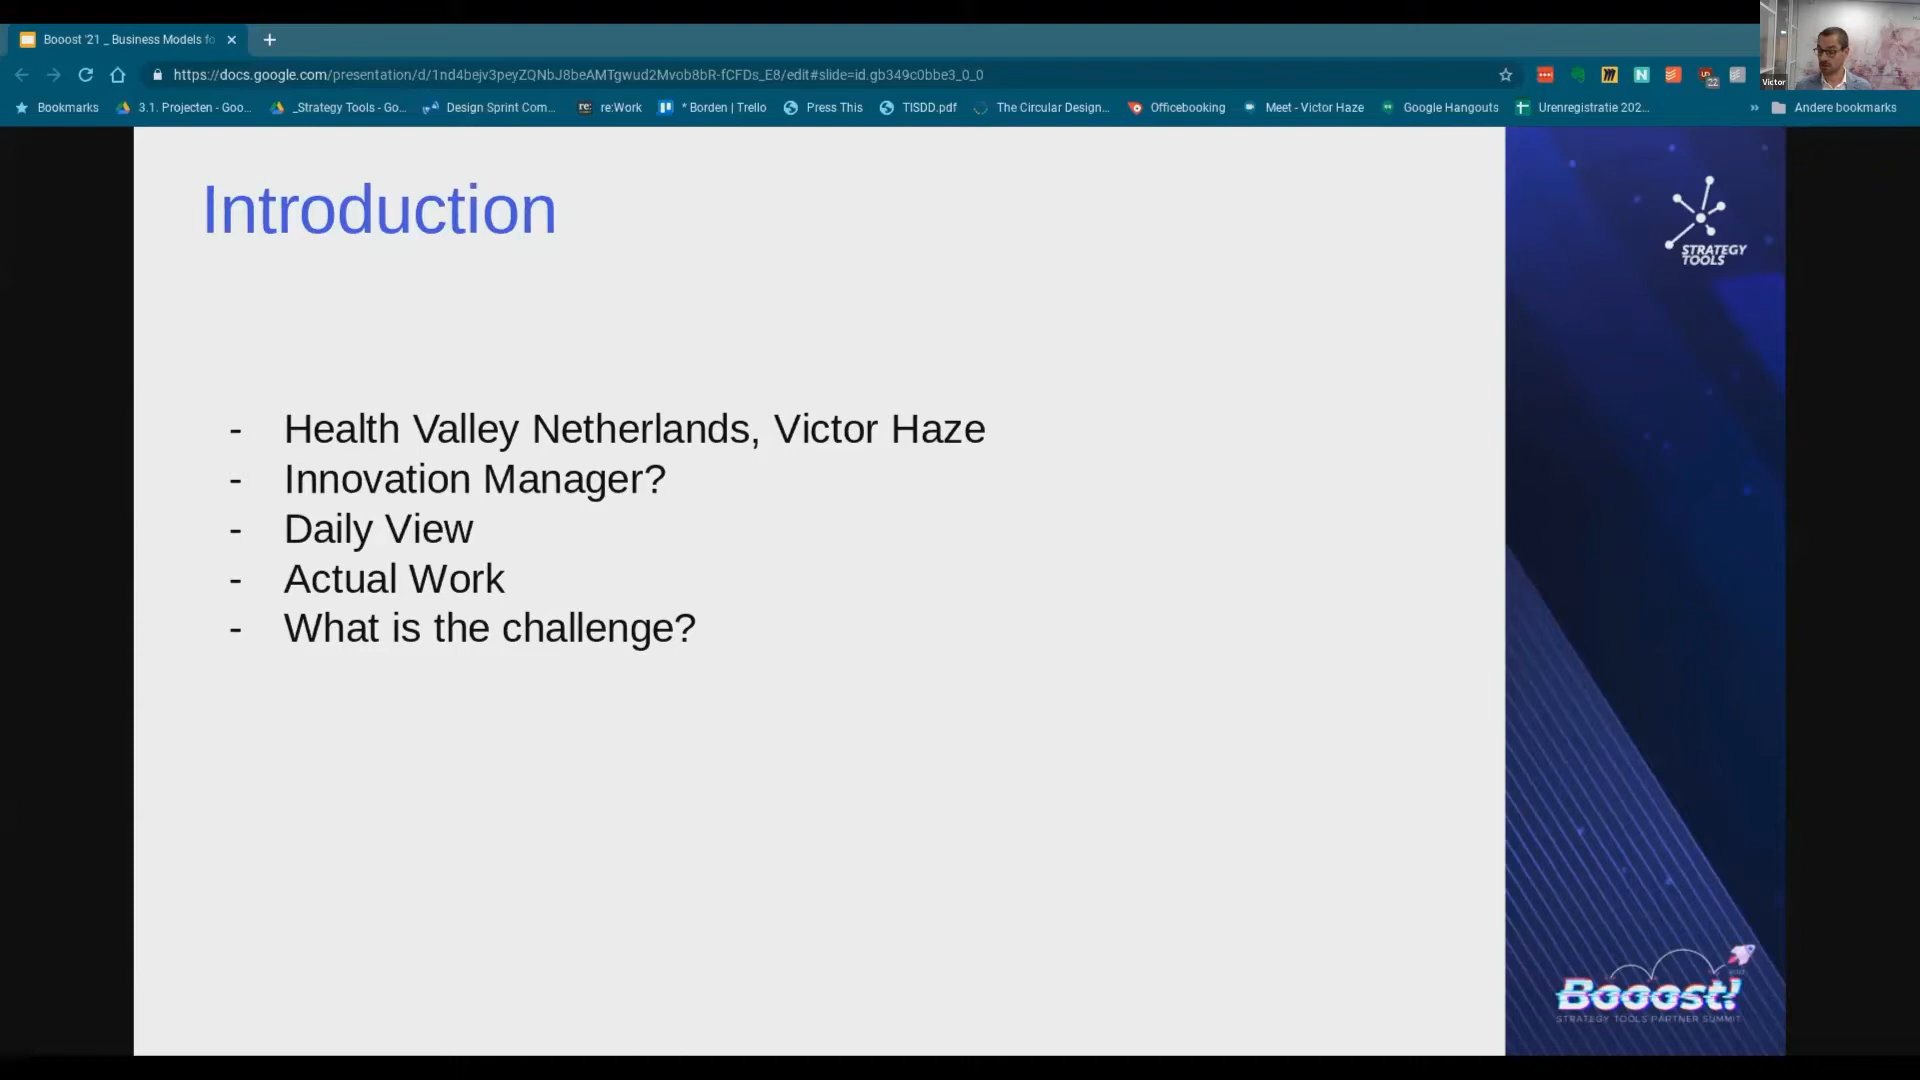 Booost '21 _ Business Models fo
https://docs.google.com/presentation/d/1nd4bejv3peyZQNbJ8beAMTgwud2Mvob8bR-fCFDs_E8/edit#slide=id.gb349c0bbe3_0_0
22
Victor
Bookmarks 3.1. Projecten - Goo... _Strategy Tools - Go... Design Sprint Com... re: re:Work * Borden | Trello Press This TISDD.pdf The Circular Design... Officebooking Meet - Victor Haze Google Hangouts Urenregistratie 202... » Andere bookmarks
Introduction
STRATEGY
TOOLS
- Health Valley Netherlands, Victor Haze
- Innovation Manager?
- Daily View
- Actual Work
- What is the challenge?
Booost!
STRATEGY TOOLS PARTNER SUMMIT